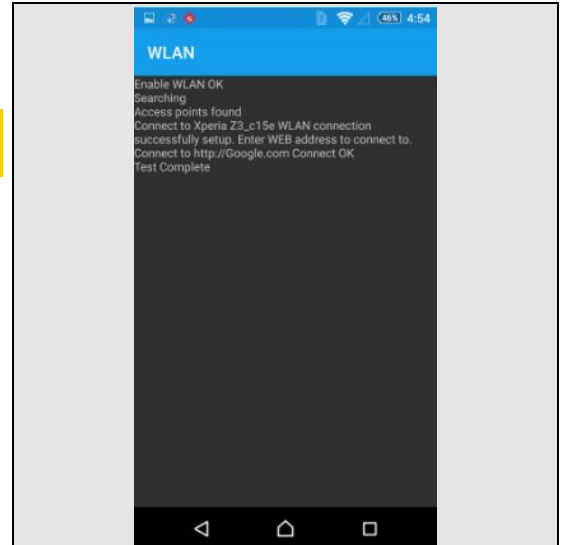 46% 4:54
WLAN
Enable WLAN OK
Searching
Access points found
Connect to Xperia Z3_c15e WLAN connection
successfully setup. Enter WEB address to connect to.
Connect to http://Google.com Connect OK
Test Complete